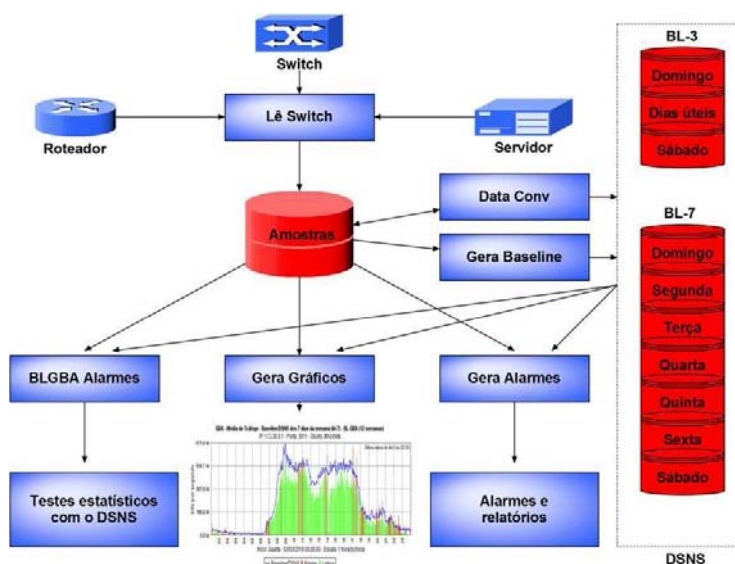 Switch
Roteador
Lê Switch
Servidor
Amostras
Data Conv
Gera Baseline
BL-3
Domingo
Dias úteis
Sábado
BL-7
Domingo
Segunda
Terça
Quarta
Quinta
Sexta
Sábado
DSNS
BLGBA Alarmes
Gera Gráficos
Gera Alarmes
Testes estatísticos
com o DSNS
Alarmes e
relatórios